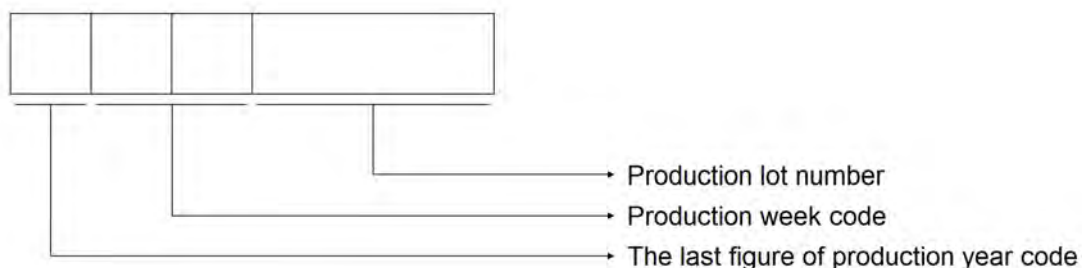 Production lot number
Production week code
The last figure of production year code